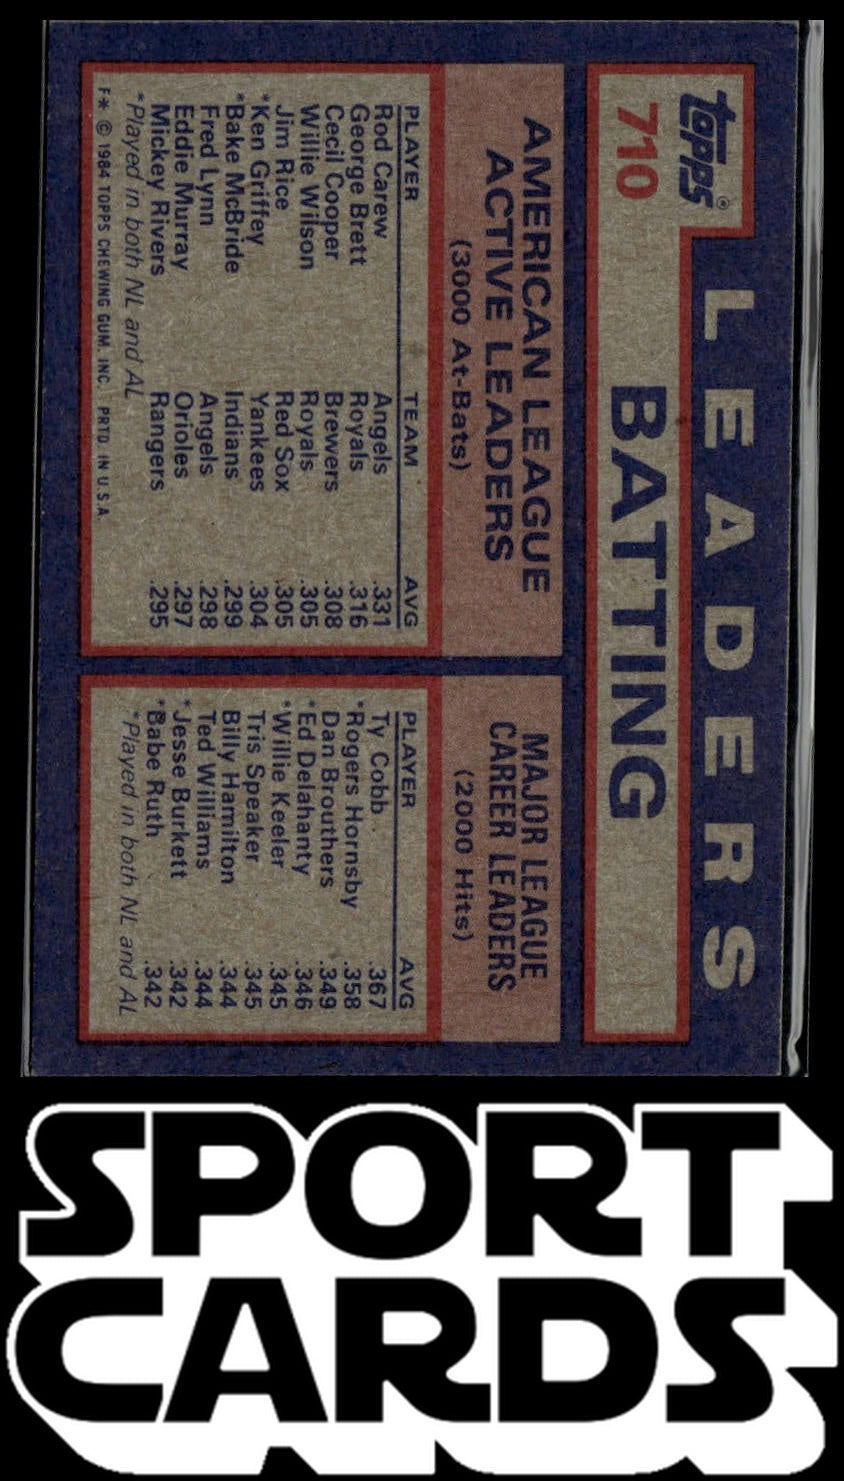 topps®
710
LEADERS
BATTING
AMERICAN LEAGUE
ACTIVE LEADERS
(3000 At-Bats)
PLAYER TEAM AVG
Rod Carew Angels .331
George Brett Royals .316
Cecil Cooper Brewers .308
Willie Wilson Royals .305
Jim Rice Red Sox .305
*Ken Griffey Yankees .304
*Bake McBride Indians .299
Fred Lynn Angels .298
Eddie Murray Orioles .297
Mickey Rivers Rangers .295
*Played in both NL and AL
F* © 1984 TOPPS CHEWING GUM, INC. PRTD. IN U.S.A.
MAJOR LEAGUE
CAREER LEADERS
(2000 Hits)
PLAYER AVG
Ty Cobb .367
*Rogers Hornsby .358
Dan Brouthers .349
*Ed Delahanty .346
*Willie Keeler .345
Tris Speaker .345
Billy Hamilton .344
Ted Williams .344
*Jesse Burkett .342
*Babe Ruth .342
*Played in both NL and AL
SPORT
CARDS